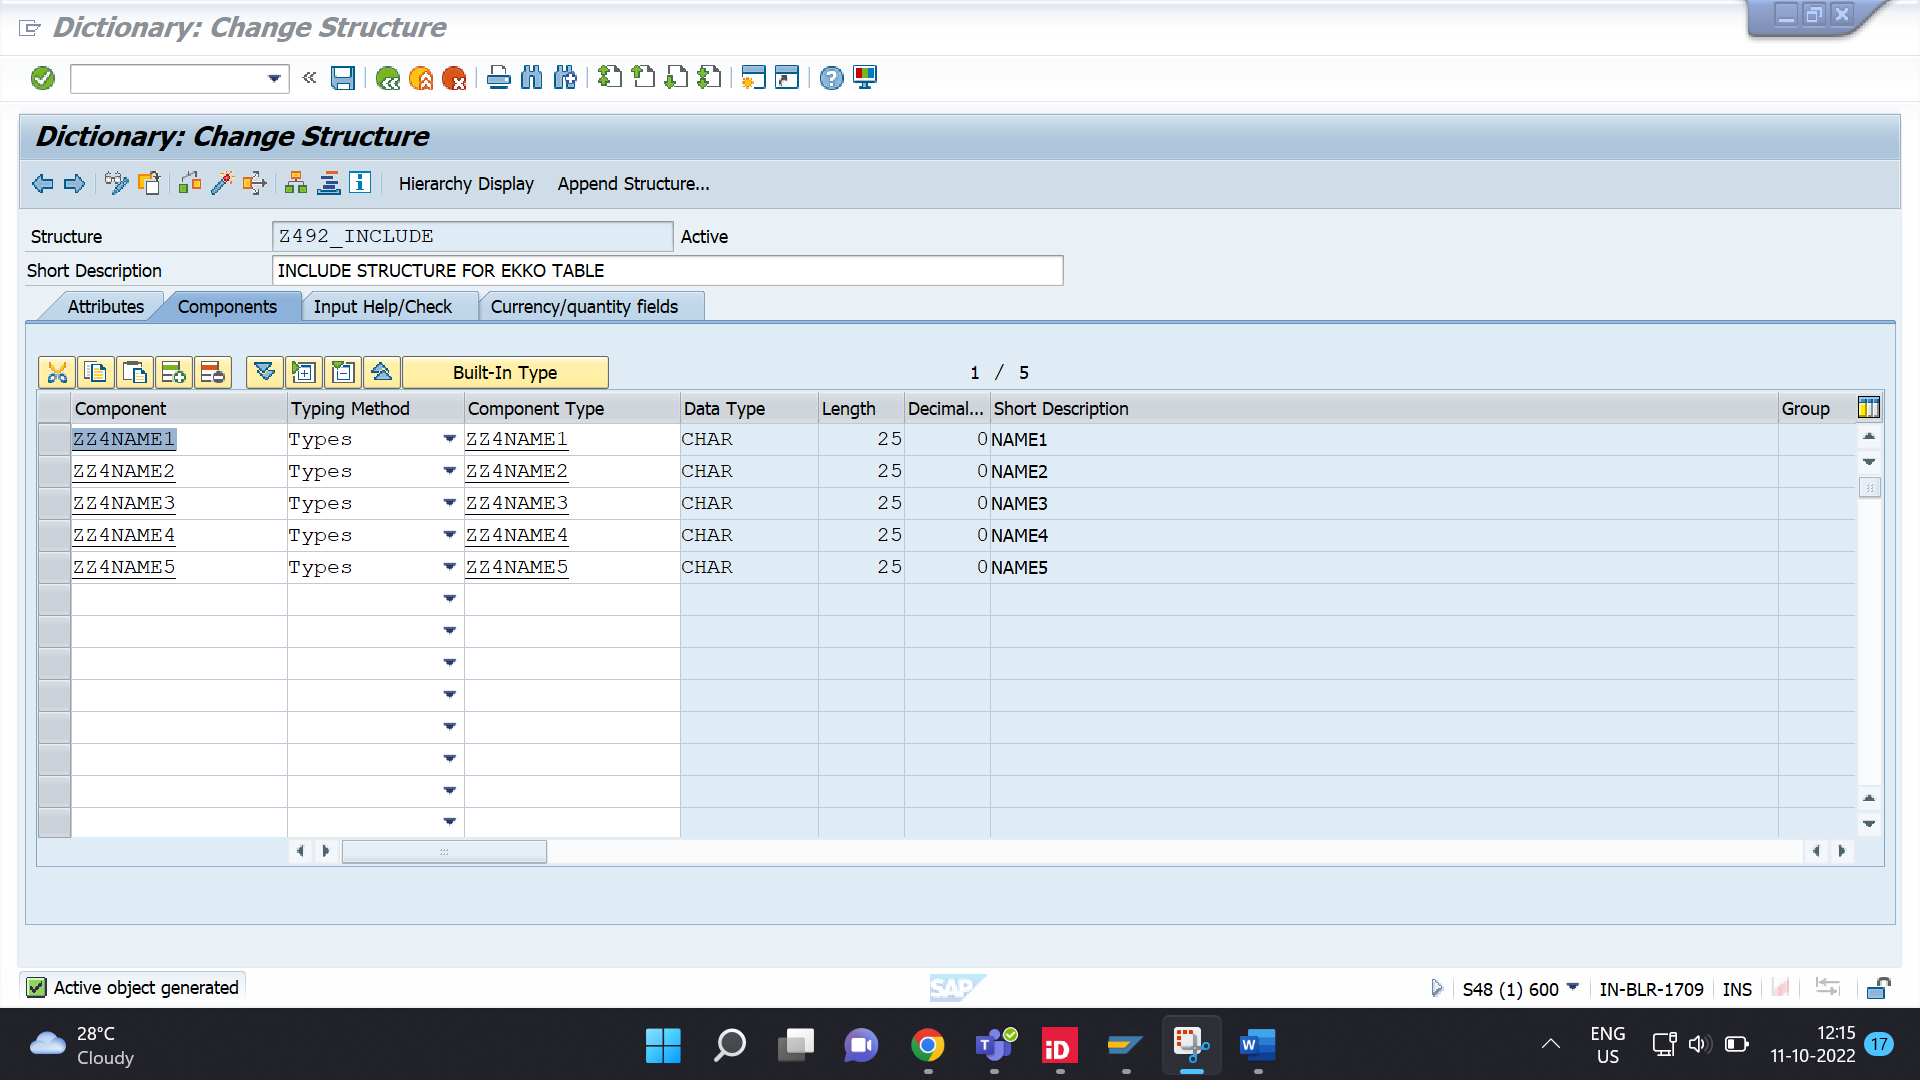 Dictionary: Change Structure
Dictionary: Change Structure
Hierarchy Display Append Structure...
Structure Z492_INCLUDE Active
Short Description INCLUDE STRUCTURE FOR EKKO TABLE
Attributes Components Input Help/Check Currency/quantity fields
Built-In Type 1 / 5
Component Typing Method Component Type Data Type Length Decimal... Short Description Group
ZZ4NAME1 Types ZZ4NAME1 CHAR 25 0 NAME1
ZZ4NAME2 Types ZZ4NAME2 CHAR 25 0 NAME2
ZZ4NAME3 Types ZZ4NAME3 CHAR 25 0 NAME3
ZZ4NAME4 Types ZZ4NAME4 CHAR 25 0 NAME4
ZZ4NAME5 Types ZZ4NAME5 CHAR 25 0 NAME5
Active object generated SAP S48 (1) 600 IN-BLR-1709 INS
28°C
Cloudy
T
iD
W
ENG
US
12:15
11-10-2022
17